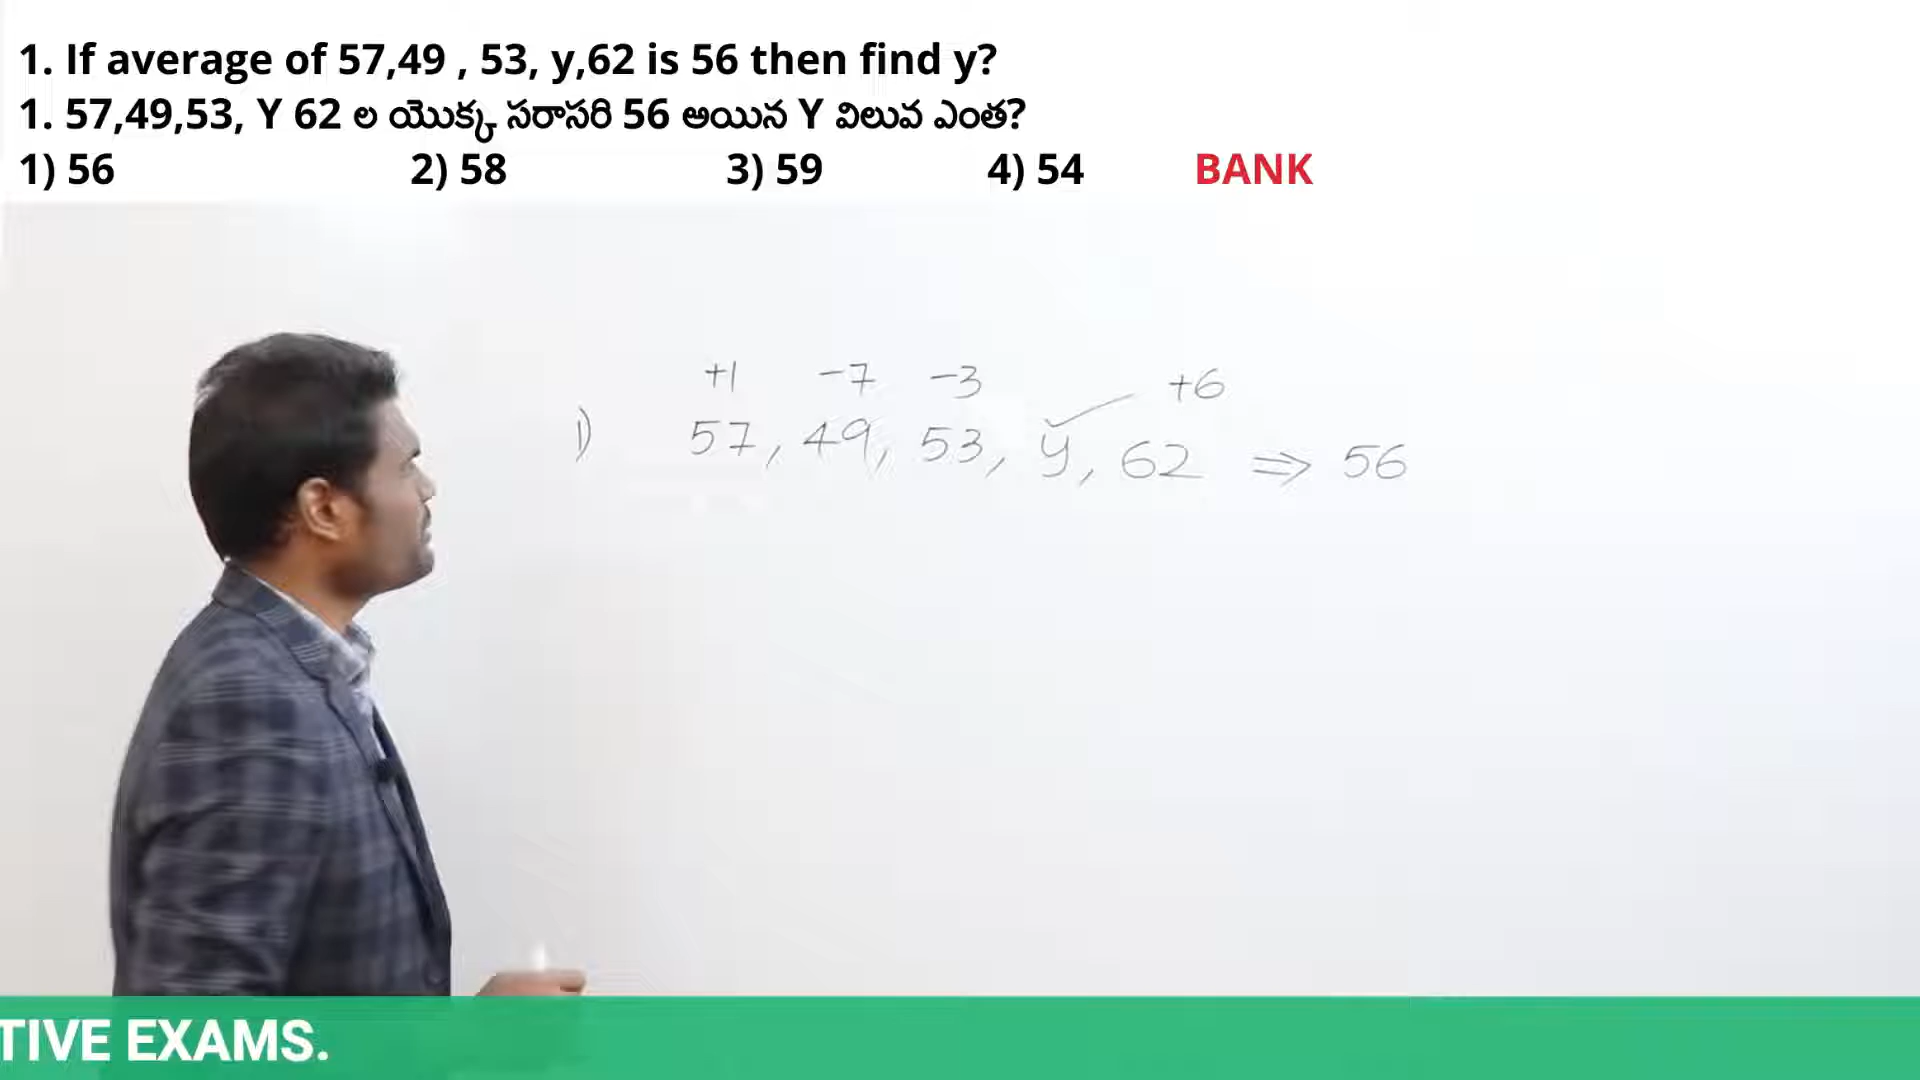 1. If average of 57,49 , 53, y,62 is 56 then find y?
1. 57,49,53, Y 62 ల యొక్క సరాసరి 56 అయిన Y విలువ ఎంత?
1) 56 2) 58 3) 59 4) 54 BANK
+1 -7 -3 +6
1) 57, 49, 53, y, 62 ⇒ 56
TIVE EXAMS.